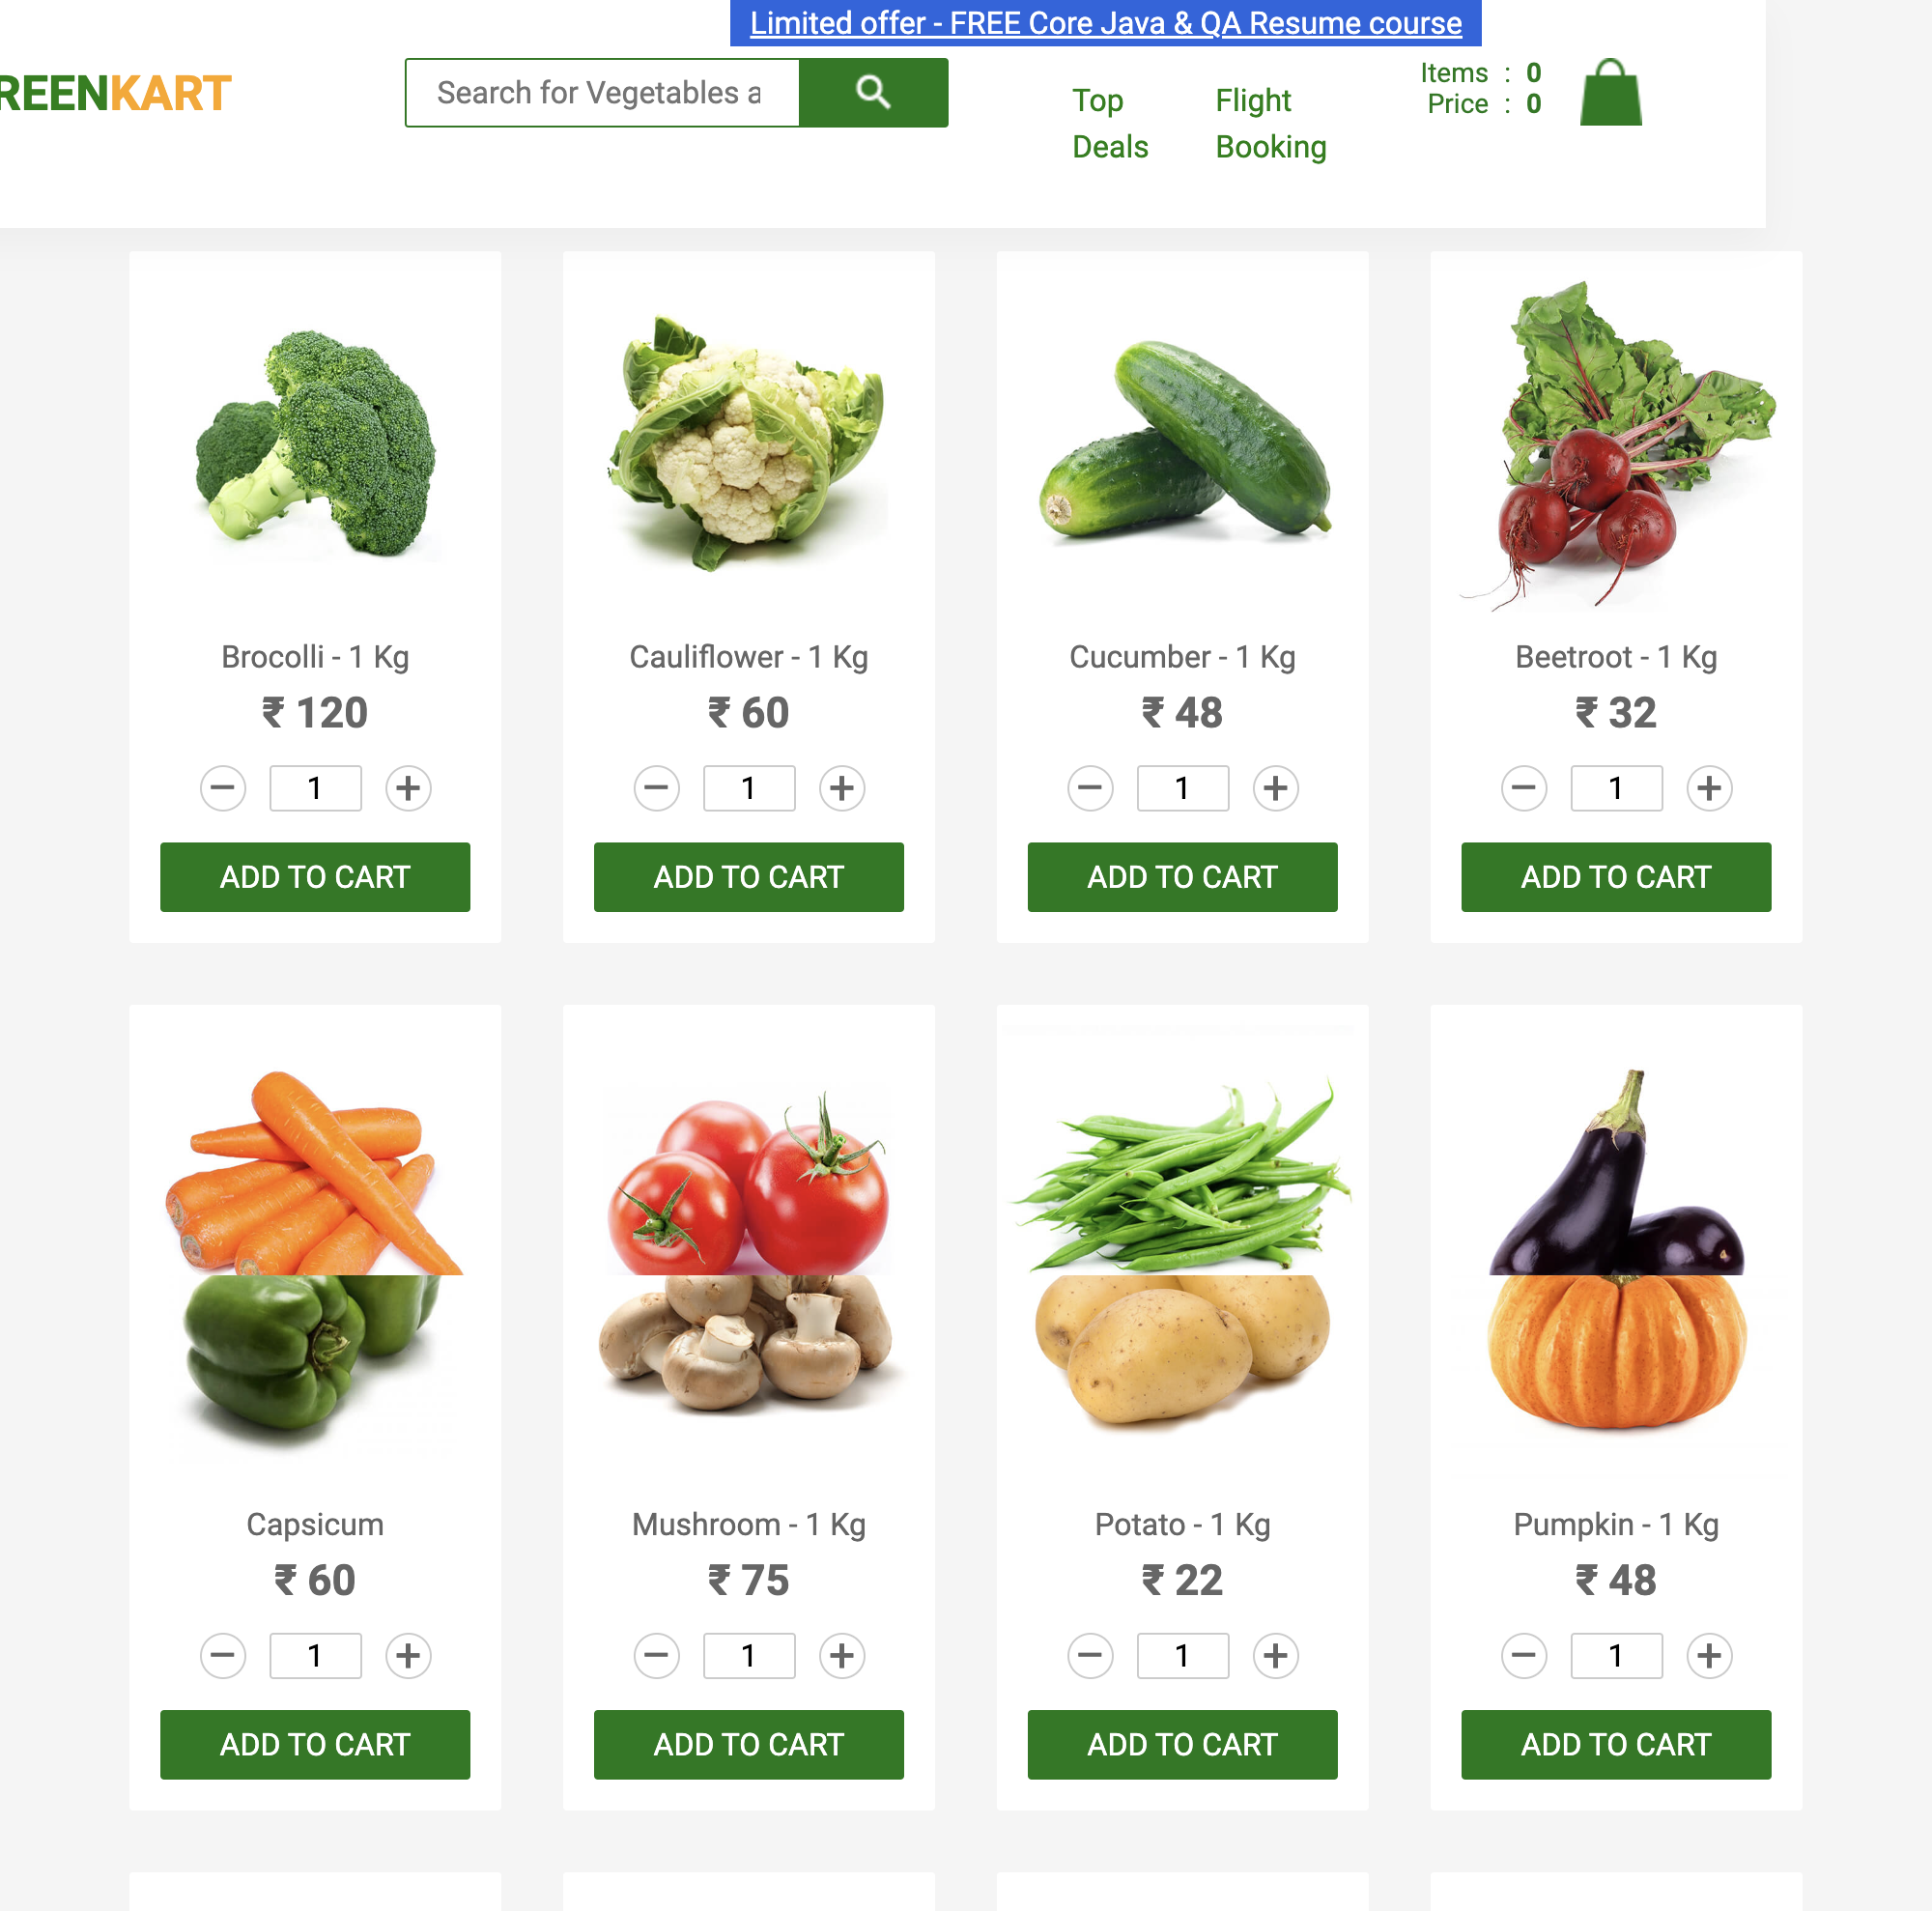 Limited offer - FREE Core Java & QA Resume course
REENKART
Search for Vegetables a
Top Deals
Flight Booking
Items : 0
Price : 0
Brocolli - 1 Kg
₹ 120
1
ADD TO CART
Cauliflower - 1 Kg
₹ 60
1
ADD TO CART
Cucumber - 1 Kg
₹ 48
1
ADD TO CART
Beetroot - 1 Kg
₹ 32
1
ADD TO CART
Capsicum
₹ 60
1
ADD TO CART
Mushroom - 1 Kg
₹ 75
1
ADD TO CART
Potato - 1 Kg
₹ 22
1
ADD TO CART
Pumpkin - 1 Kg
₹ 48
1
ADD TO CART